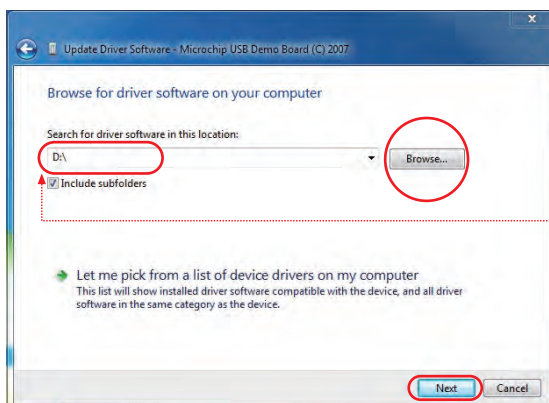 Update Driver Software - Microchip USB Demo Board (C) 2007
Browse for driver software on your computer
Search for driver software in this location:
D:\
Browse...
Include subfolders
Let me pick from a list of device drivers on my computer
This list will show installed driver software compatible with the device, and all driver
software in the same category as the device.
Next
Cancel